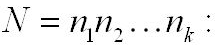 N = n₁n₂…nₖ :